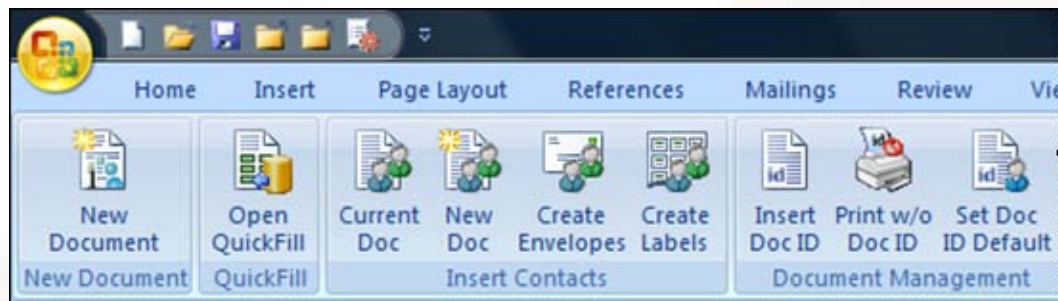 Home Insert Page Layout References Mailings Review Vie
New Open Current New Create Create Insert Print w/o Set Doc
Document QuickFill Doc Doc Envelopes Labels Doc ID Doc ID ID Default
New Document QuickFill Insert Contacts Document Management